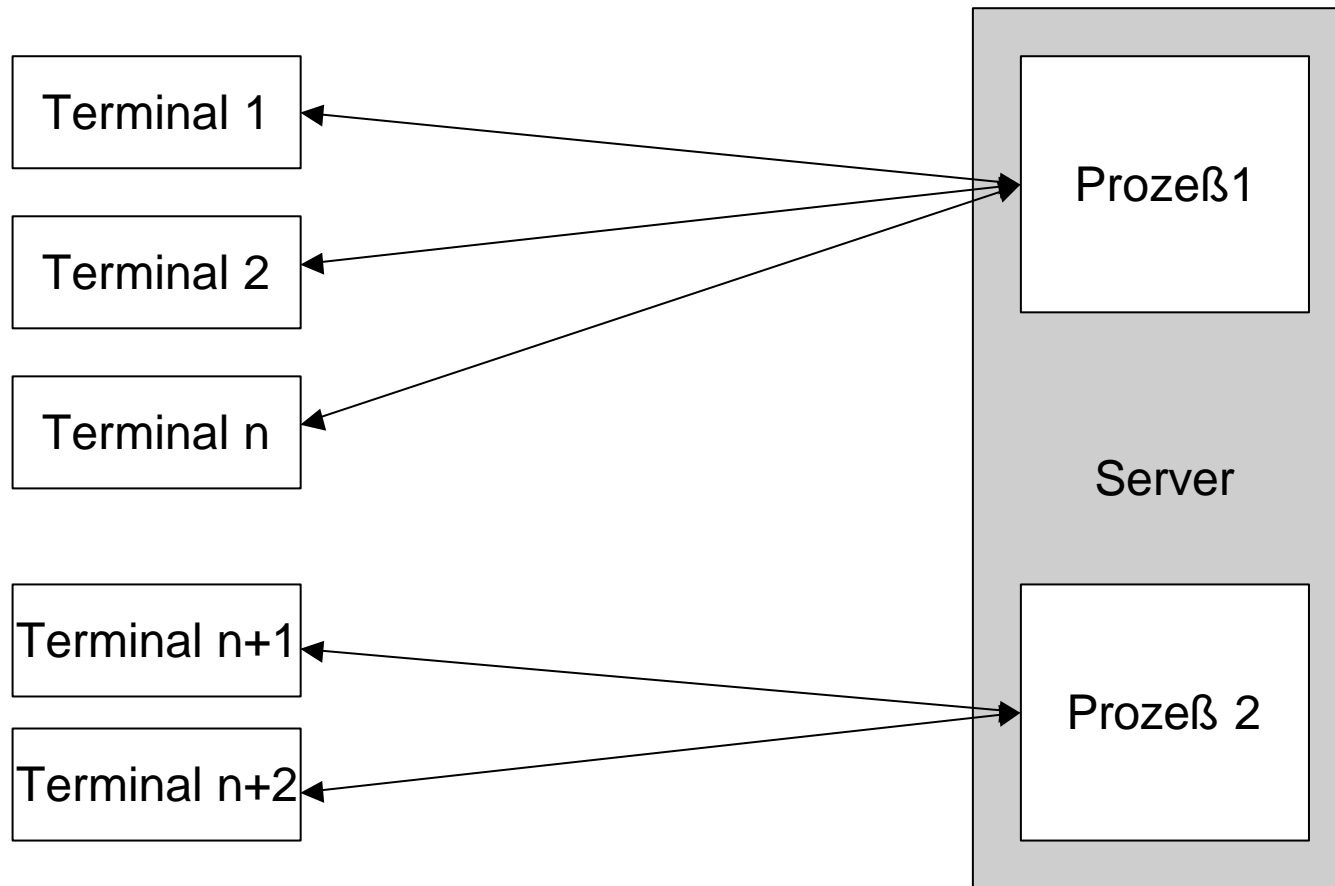 Terminal 1
Terminal 2
Terminal n
Terminal n+1
Terminal n+2
Prozeß1
Server
Prozeß 2